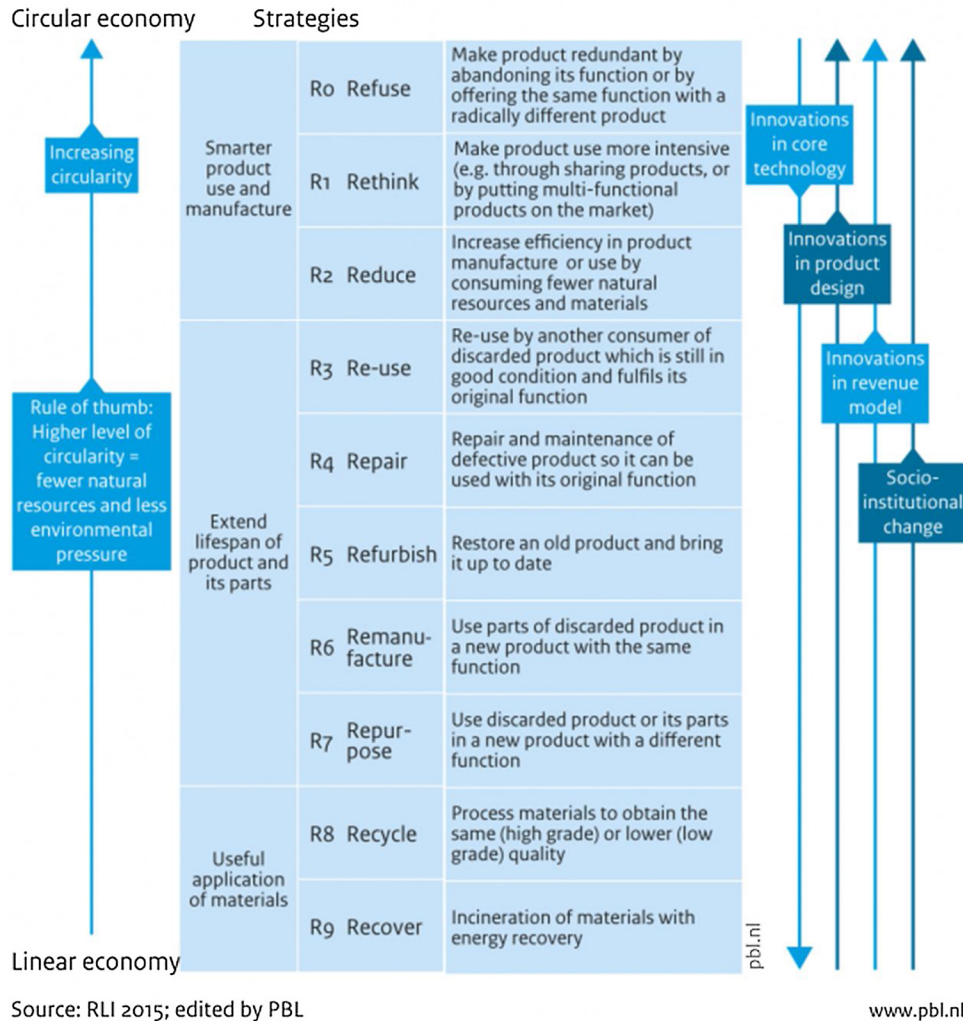 Circular economy
Strategies
Increasing
circularity
Rule of thumb:
Higher level of
circularity =
fewer natural
resources and less
environmental
pressure
Linear economy
Smarter
product
use and
manufacture
R0 Refuse
Make product redundant by
abandoning its function or by
offering the same function with a
radically different product
R1 Rethink
Make product use more intensive
(e.g. through sharing products, or
by putting multi-functional
products on the market)
R2 Reduce
Increase efficiency in product
manufacture or use by
consuming fewer natural
resources and materials
Extend
lifespan of
product and
its parts
R3 Re-use
Re-use by another consumer of
discarded product which is still in
good condition and fulfils its
original function
R4 Repair
Repair and maintenance of
defective product so it can be
used with its original function
R5 Refurbish
Restore an old product and bring
it up to date
R6 Remanu-
facture
Use parts of discarded product in
a new product with the same
function
R7 Repur-
pose
Use discarded product or its parts
in a new product with a different
function
Useful
application
of materials
R8 Recycle
Process materials to obtain the
same (high grade) or lower (low
grade) quality
R9 Recover
Incineration of materials with
energy recovery
Innovations
in core
technology
Innovations
in product
design
Innovations
in revenue
model
Socio-
institutional
change
pbl.nl
Source: RLI 2015; edited by PBL
www.pbl.nl